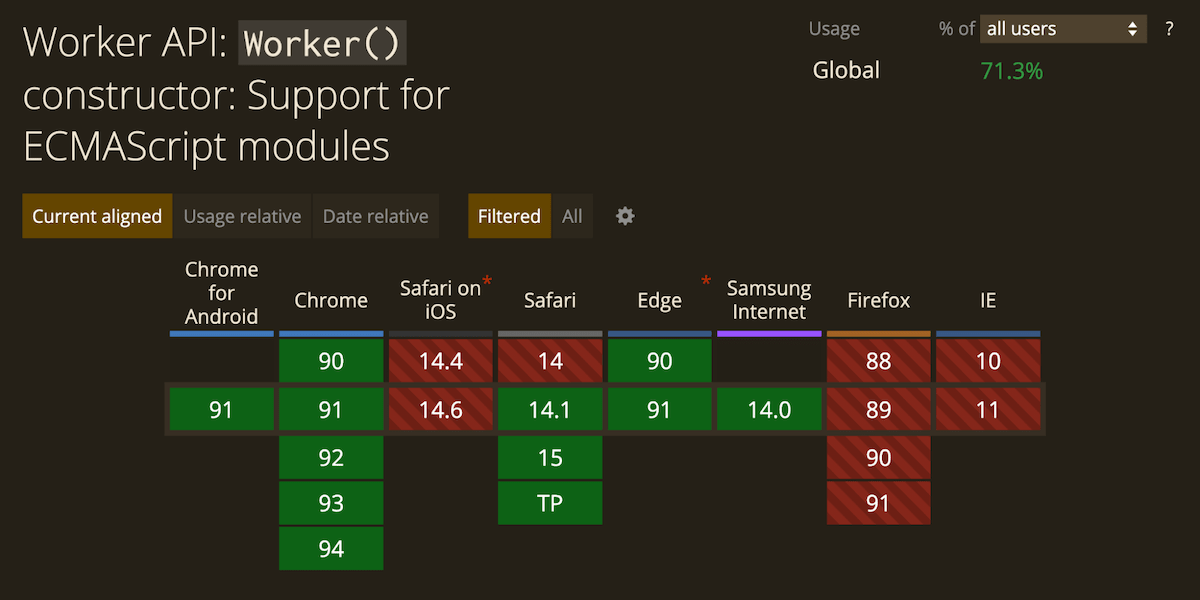 Worker API: Worker()
constructor: Support for
ECMAScript modules
Usage % of all users ?
Global 71.3%
Current aligned Usage relative Date relative Filtered All
Chrome for Android Chrome Safari on iOS* Safari Edge * Samsung Internet Firefox IE
90 14.4 14 90 88 10
91 91 14.6 14.1 91 14.0 89 11
92 15 90
93 TP 91
94